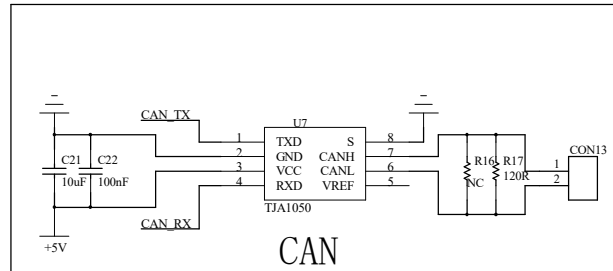 CAN_TX
U7
1 TXD S 8
2 GND CANH 7
3 VCC CANL 6
4 RXD VREF 5
TJA1050
CAN_RX
C21
10uF
C22
100nF
+5V
R16
NC
R17
120R
CON13
1
2
CAN